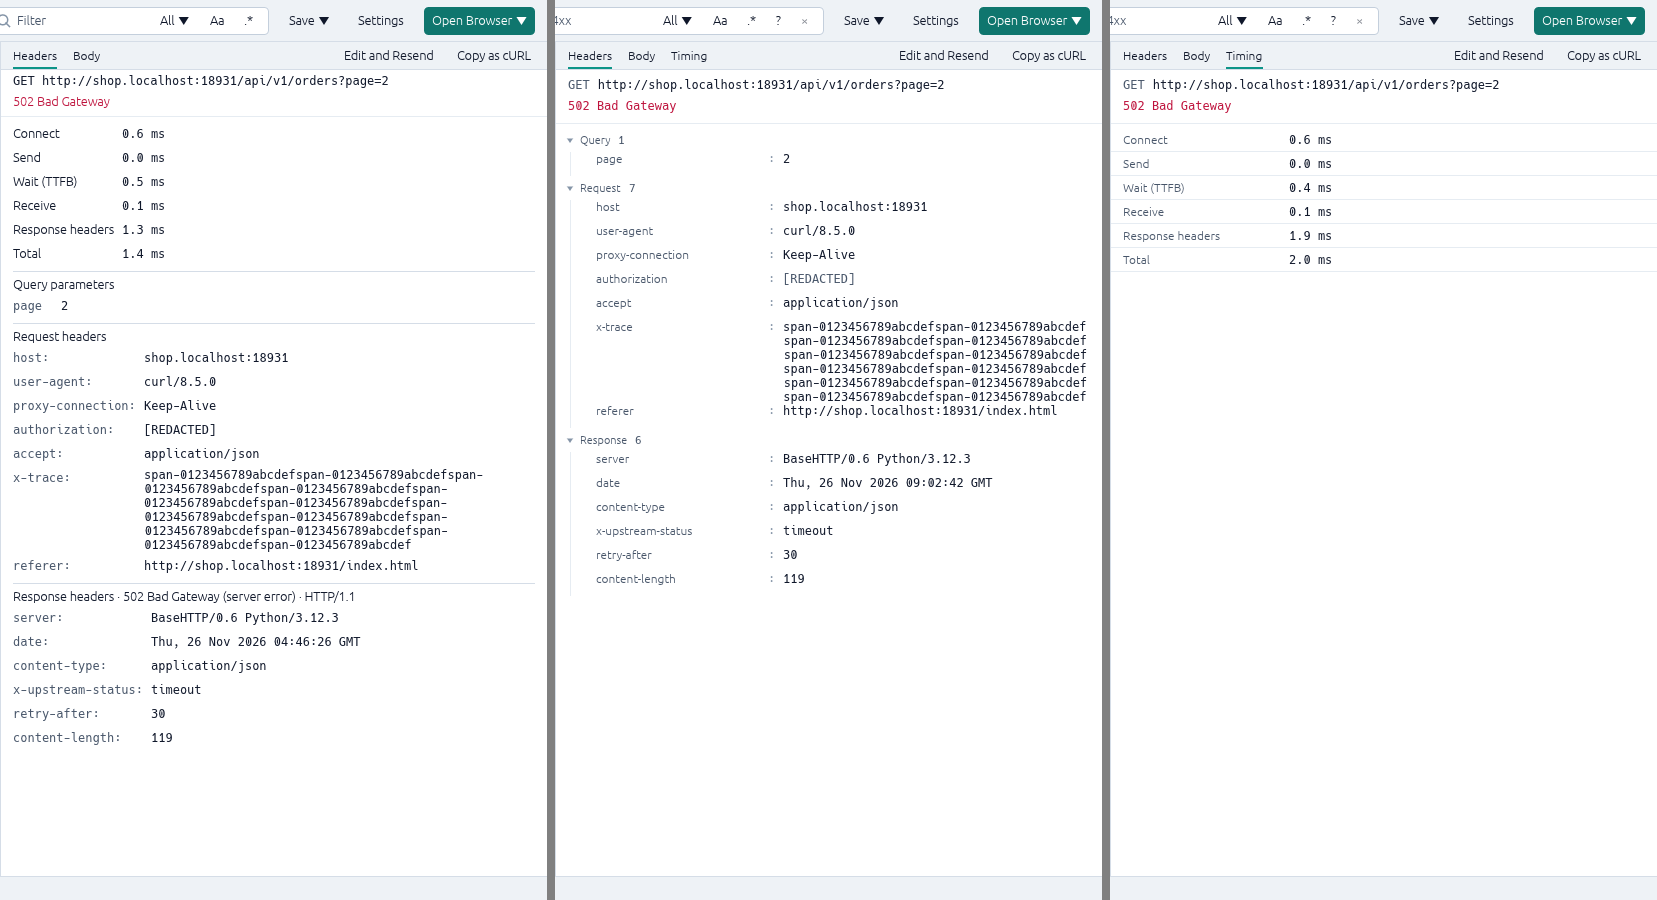 Filter All ▼ Aa .* Save ▼ Settings Open Browser ▼
Headers Body Edit and Resend Copy as cURL
GET http://shop.localhost:18931/api/v1/orders?page=2
502 Bad Gateway
Connect 0.6 ms
Send 0.0 ms
Wait (TTFB) 0.5 ms
Receive 0.1 ms
Response headers 1.3 ms
Total 1.4 ms
Query parameters
page 2
Request headers
host: shop.localhost:18931
user-agent: curl/8.5.0
proxy-connection: Keep-Alive
authorization: [REDACTED]
accept: application/json
x-trace: span-0123456789abcdefspan-0123456789abcdefspan-
0123456789abcdefspan-0123456789abcdefspan-
0123456789abcdefspan-0123456789abcdefspan-
0123456789abcdefspan-0123456789abcdefspan-
0123456789abcdefspan-0123456789abcdefspan-
0123456789abcdefspan-0123456789abcdef
referer: http://shop.localhost:18931/index.html
Response headers · 502 Bad Gateway (server error) · HTTP/1.1
server: BaseHTTP/0.6 Python/3.12.3
date: Thu, 26 Nov 2026 04:46:26 GMT
content-type: application/json
x-upstream-status: timeout
retry-after: 30
content-length: 119
4xx All ▼ Aa .* ? × Save ▼ Settings Open Browser ▼
Headers Body Timing Edit and Resend Copy as cURL
GET http://shop.localhost:18931/api/v1/orders?page=2
502 Bad Gateway
▼ Query 1
page : 2
▼ Request 7
host : shop.localhost:18931
user-agent : curl/8.5.0
proxy-connection : Keep-Alive
authorization : [REDACTED]
accept : application/json
x-trace : span-0123456789abcdefspan-0123456789abcdef
span-0123456789abcdefspan-0123456789abcdef
span-0123456789abcdefspan-0123456789abcdef
span-0123456789abcdefspan-0123456789abcdef
span-0123456789abcdefspan-0123456789abcdef
span-0123456789abcdefspan-0123456789abcdef
referer : http://shop.localhost:18931/index.html
▼ Response 6
server : BaseHTTP/0.6 Python/3.12.3
date : Thu, 26 Nov 2026 09:02:42 GMT
content-type : application/json
x-upstream-status : timeout
retry-after : 30
content-length : 119
4xx All ▼ Aa .* ? × Save ▼ Settings Open Browser ▼
Headers Body Timing Edit and Resend Copy as cURL
GET http://shop.localhost:18931/api/v1/orders?page=2
502 Bad Gateway
Connect 0.6 ms
Send 0.0 ms
Wait (TTFB) 0.4 ms
Receive 0.1 ms
Response headers 1.9 ms
Total 2.0 ms